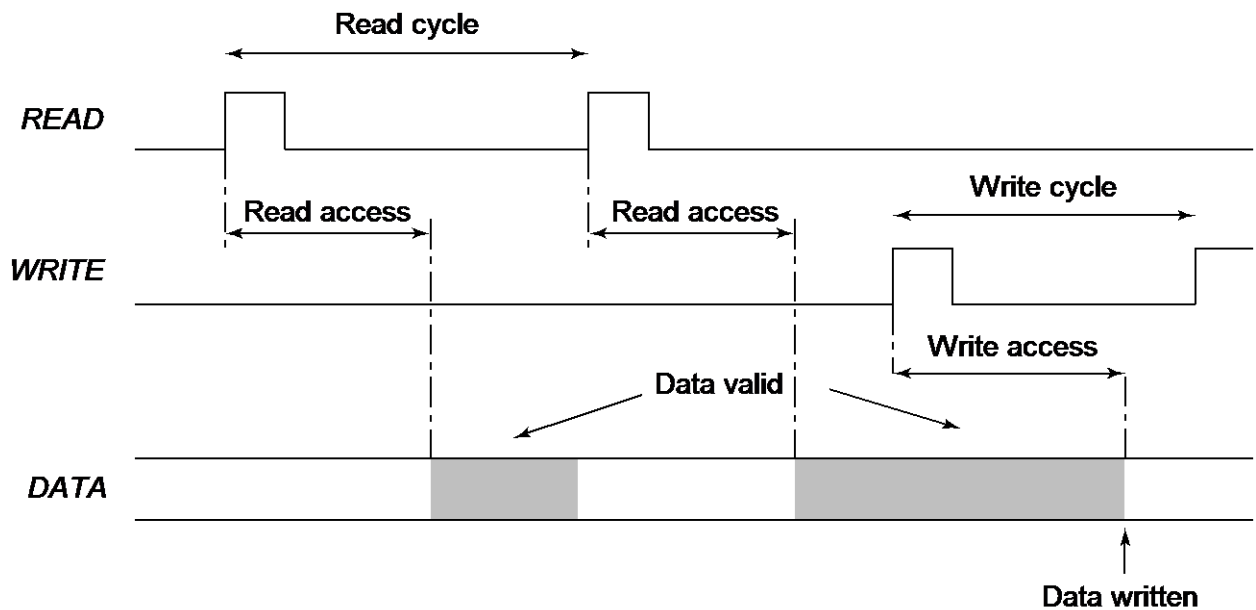 Read cycle
READ
Write cycle
Read access
Read access
WRITE
Write access
Data valid
DATA
Data written